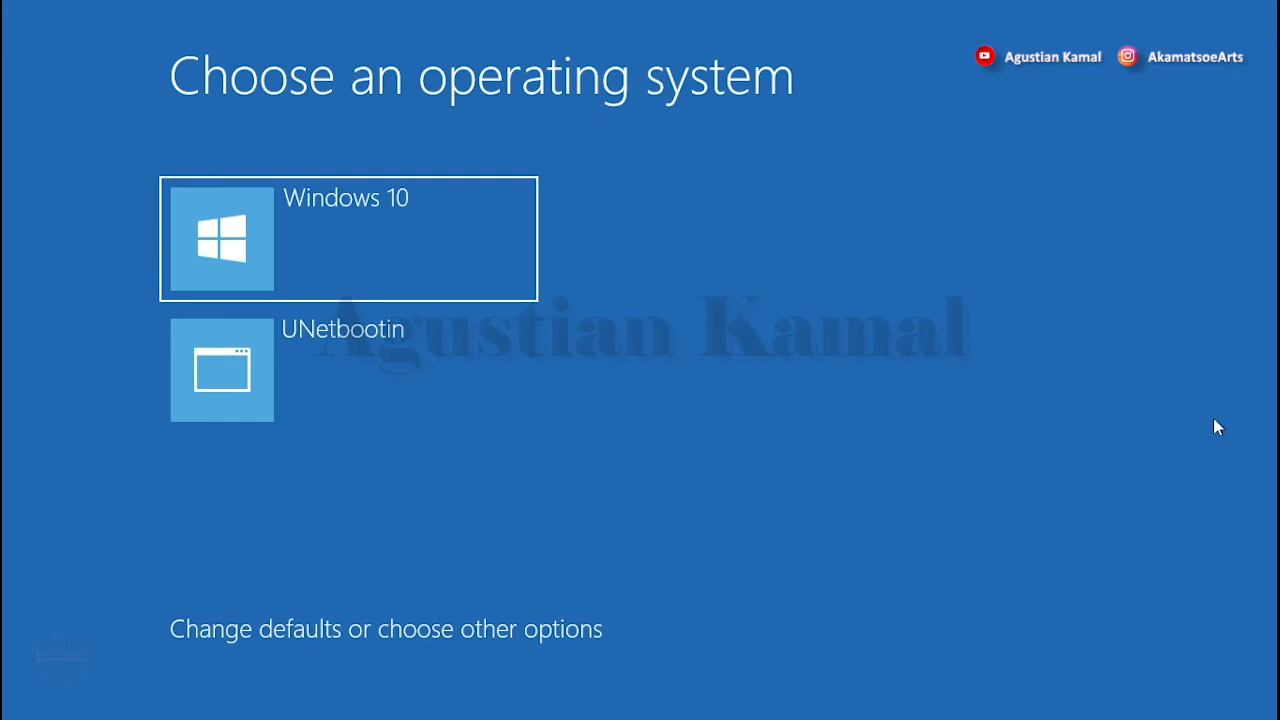 Choose an operating system
Agustian Kamal
AkamatsoeArts
Windows 10
UNetbootin
Agustian Kamal
Change defaults or choose other options